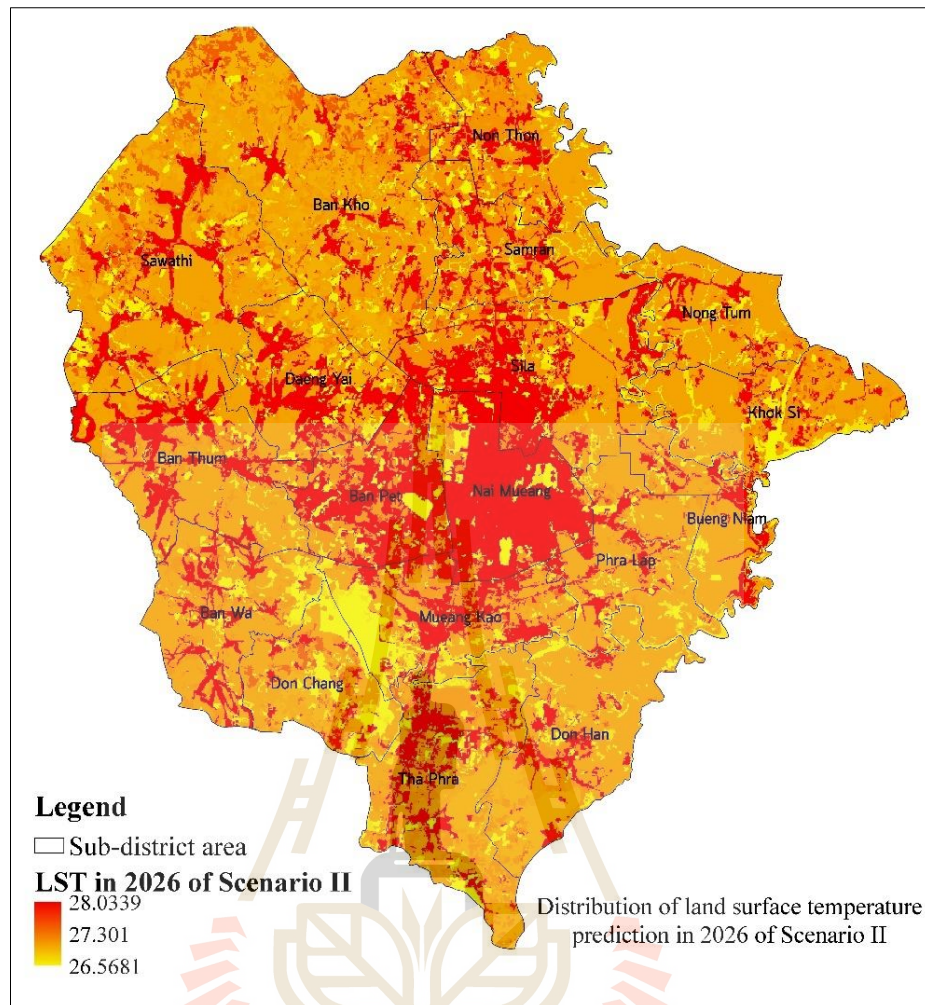 Non Thon
Ban Kho
Samran
Sawathi
Nong Tum
Sila
Daeng Yai
Khok Si
Ban Thum
Ban Pet
Nai Mueang
Bueng Niam
Phra Lap
Ban Wa
Mueang Kao
Don Chang
Don Han
Tha Phra
Legend
Sub-district area
LST in 2026 of Scenario II
28.0339
27.301
26.5681
Distribution of land surface temperature
prediction in 2026 of Scenario II